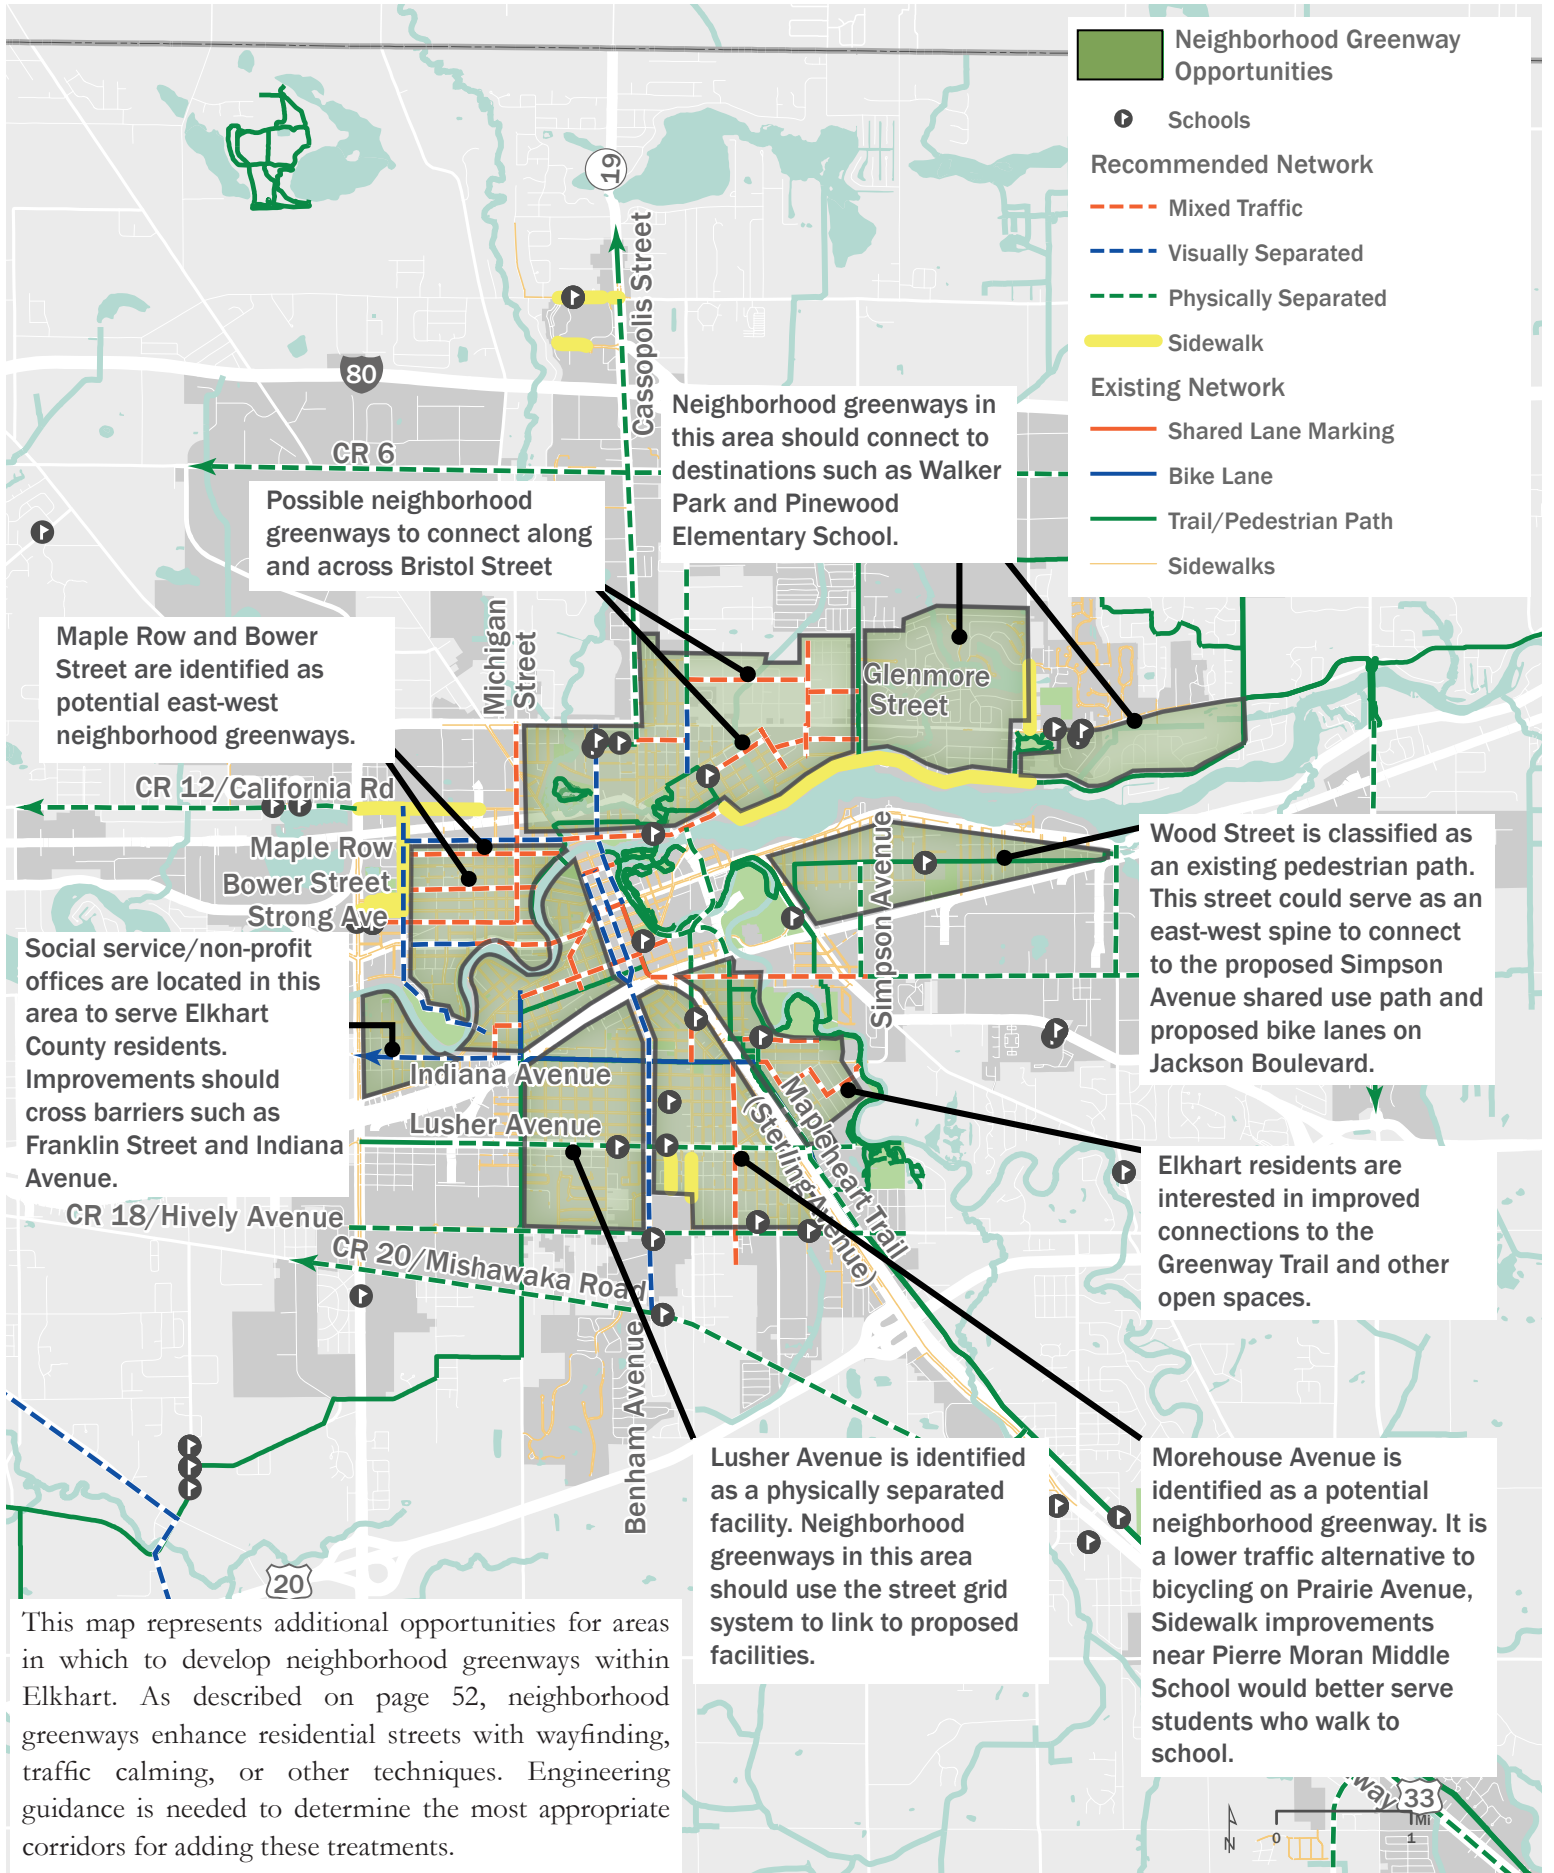 Neighborhood Greenway
Opportunities
Schools
Recommended Network
Mixed Traffic
Visually Separated
Physically Separated
Sidewalk
Existing Network
Shared Lane Marking
Bike Lane
Trail/Pedestrian Path
Sidewalks
19
Cassopolis Street
80
CR 6
Neighborhood greenways in
this area should connect to
destinations such as Walker
Park and Pinewood
Elementary School.
Possible neighborhood
greenways to connect along
and across Bristol Street
Michigan
Street
Maple Row and Bower
Street are identified as
potential east-west
neighborhood greenways.
Glenmore
Street
CR 12/California Rd
Maple Row
Bower Street
Strong Ave
Simpson Avenue
Wood Street is classified as
an existing pedestrian path.
This street could serve as an
east-west spine to connect
to the proposed Simpson
Avenue shared use path and
proposed bike lanes on
Jackson Boulevard.
Social service/non-profit
offices are located in this
area to serve Elkhart
County residents.
Improvements should
cross barriers such as
Franklin Street and Indiana
Avenue.
Indiana Avenue
Lusher Avenue
Mapleheart Trail
(Sterling Avenue)
Elkhart residents are
interested in improved
connections to the
Greenway Trail and other
open spaces.
CR 18/Hively Avenue
CR 20/Mishawaka Road
Benham Avenue
Lusher Avenue is identified
as a physically separated
facility. Neighborhood
greenways in this area
should use the street grid
system to link to proposed
facilities.
Morehouse Avenue is
identified as a potential
neighborhood greenway. It is
a lower traffic alternative to
bicycling on Prairie Avenue,
Sidewalk improvements
near Pierre Moran Middle
School would better serve
students who walk to
school.
20
This map represents additional opportunities for areas
in which to develop neighborhood greenways within
Elkhart. As described on page 52, neighborhood
greenways enhance residential streets with wayfinding,
traffic calming, or other techniques. Engineering
guidance is needed to determine the most appropriate
corridors for adding these treatments.
way
33
N
Mi
0 1